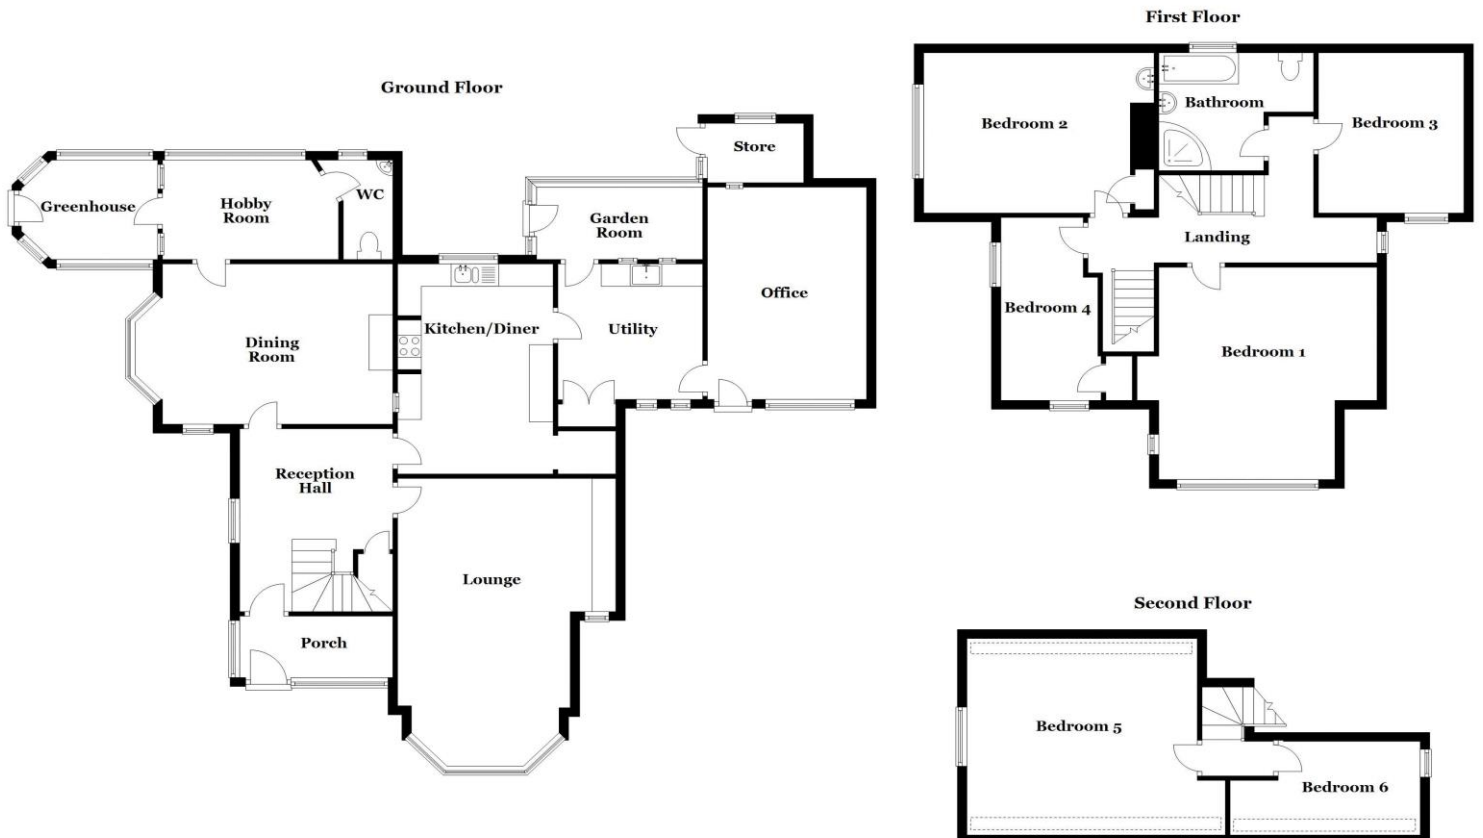 Ground Floor
Store
Greenhouse
Hobby
Room
WC
Garden
Room
Office
Dining
Room
Kitchen/Diner
Utility
Reception
Hall
Lounge
Porch
First Floor
Bedroom 2
Bathroom
Bedroom 3
Landing
Bedroom 4
Bedroom 1
Second Floor
Bedroom 5
Bedroom 6